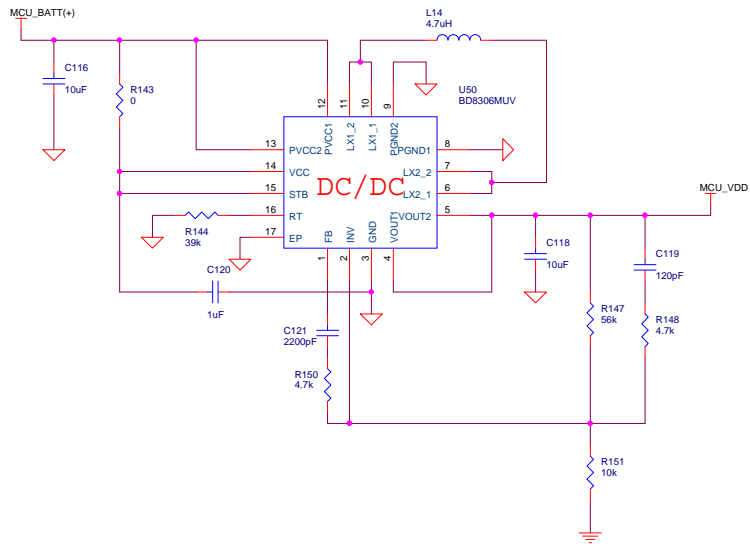 MCU_BATT(+)
L14
4.7uH
C116
10uF
R143
0
U50
BD8306MUV
12
11
10
9
PVCC1
LX1_2
LX1_1
PGND2
13
PVCC2
PGND1
8
14
VCC
LX2_2
7
15
STB
DC/DC
LX2_1
6
16
RT
VOUT2
5
17
EP
FB
INV
GND
VOUT1
1
2
3
4
MCU_VDD
R144
39k
C120
1uF
C118
10uF
C119
120pF
C121
2200pF
R147
56k
R148
4.7k
R150
4.7k
R151
10k